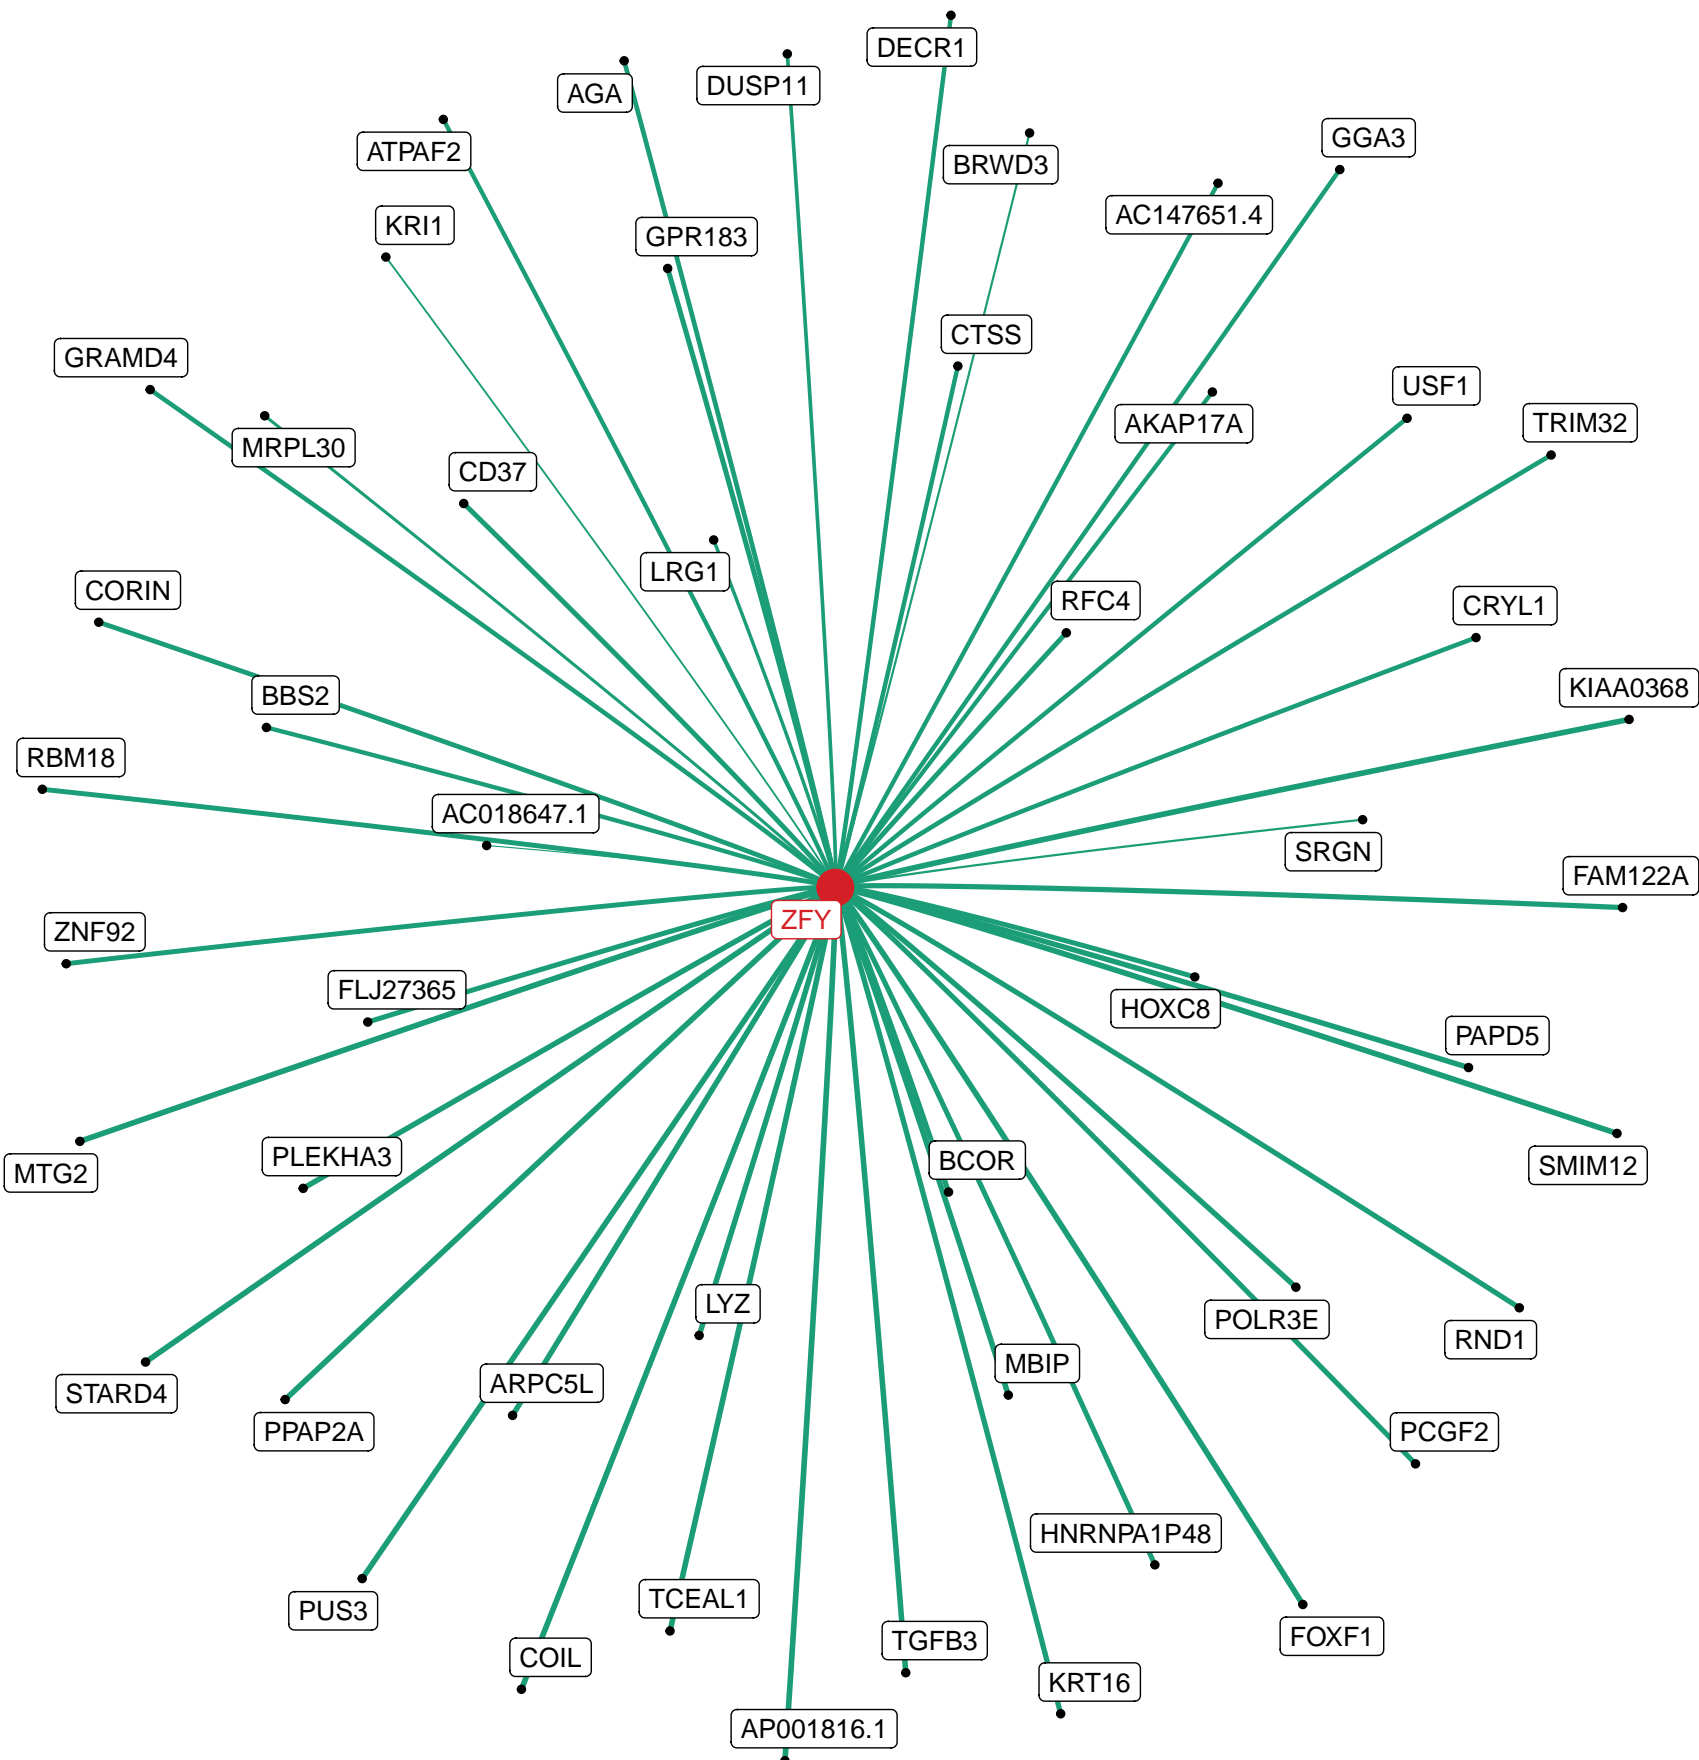 DECR1
DUSP11
AGA
GGA3
ATPAF2
BRWD3
AC147651.4
KRI1
GPR183
CTSS
GRAMD4
USF1
TRIM32
AKAP17A
MRPL30
CD37
LRG1
CORIN
RFC4
CRYL1
KIAA0368
BBS2
RBM18
AC018647.1
SRGN
FAM122A
ZFY
ZNF92
FLJ27365
HOXC8
PAPD5
PLEKHA3
BCOR
SMIM12
MTG2
LYZ
POLR3E
RND1
MBIP
ARPC5L
STARD4
PPAP2A
PCGF2
HNRNPA1P48
TCEAL1
PUS3
FOXF1
TGFB3
COIL
KRT16
AP001816.1